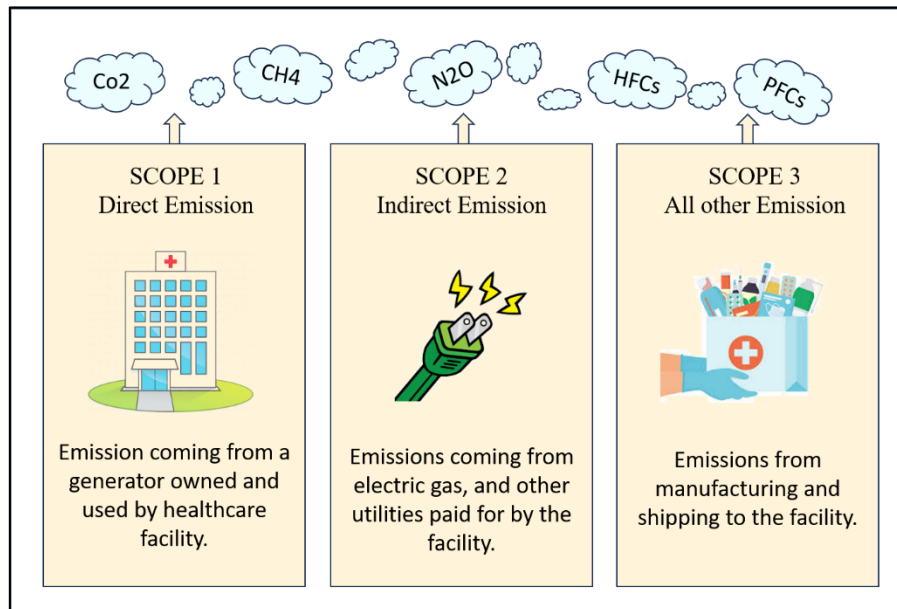 Co2
CH4
N2O
HFCs
PFCs
SCOPE 1
Direct Emission
Emission coming from a
generator owned and
used by healthcare
facility.
SCOPE 2
Indirect Emission
Emissions coming from
electric gas, and other
utilities paid for by the
facility.
SCOPE 3
All other Emission
Emissions from
manufacturing and
shipping to the facility.